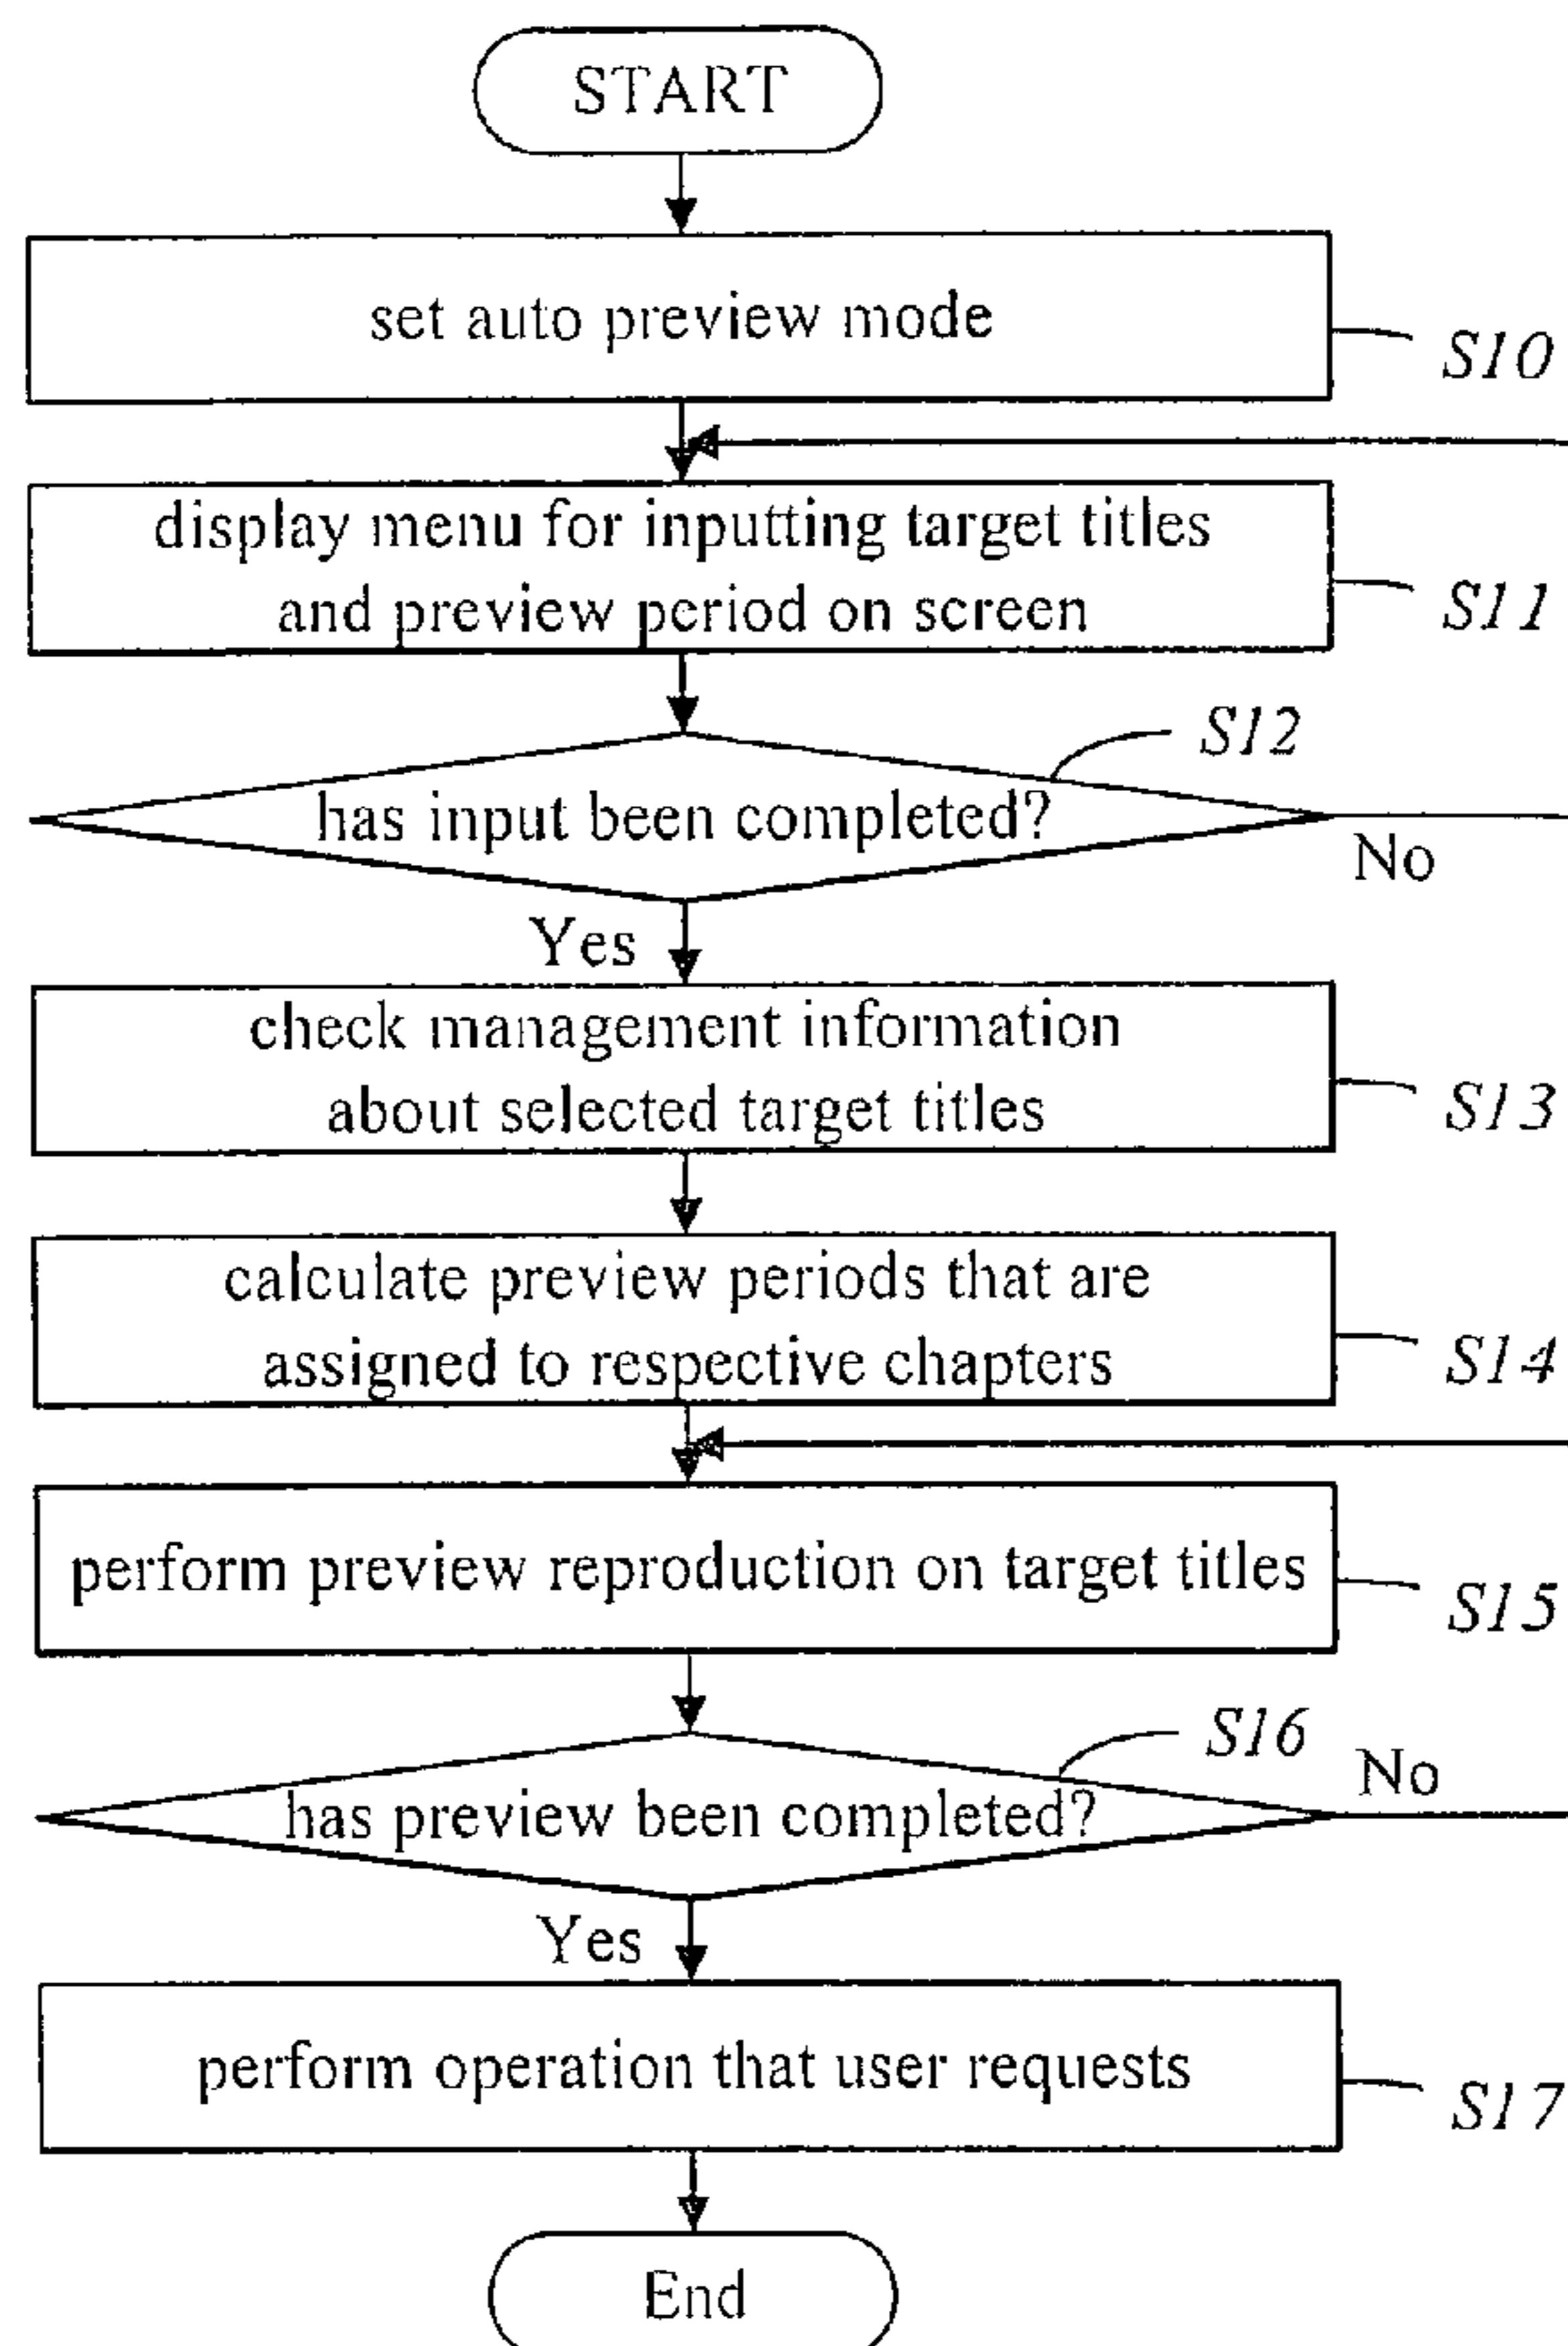 START
set auto preview mode
S10
display menu for inputting target titles
and preview period on screen
S11
S12
has input been completed?
No
Yes
check management information
about selected target titles
S13
calculate preview periods that are
assigned to respective chapters
S14
perform preview reproduction on target titles
S15
S16
No
has preview been completed?
Yes
perform operation that user requests
S17
End